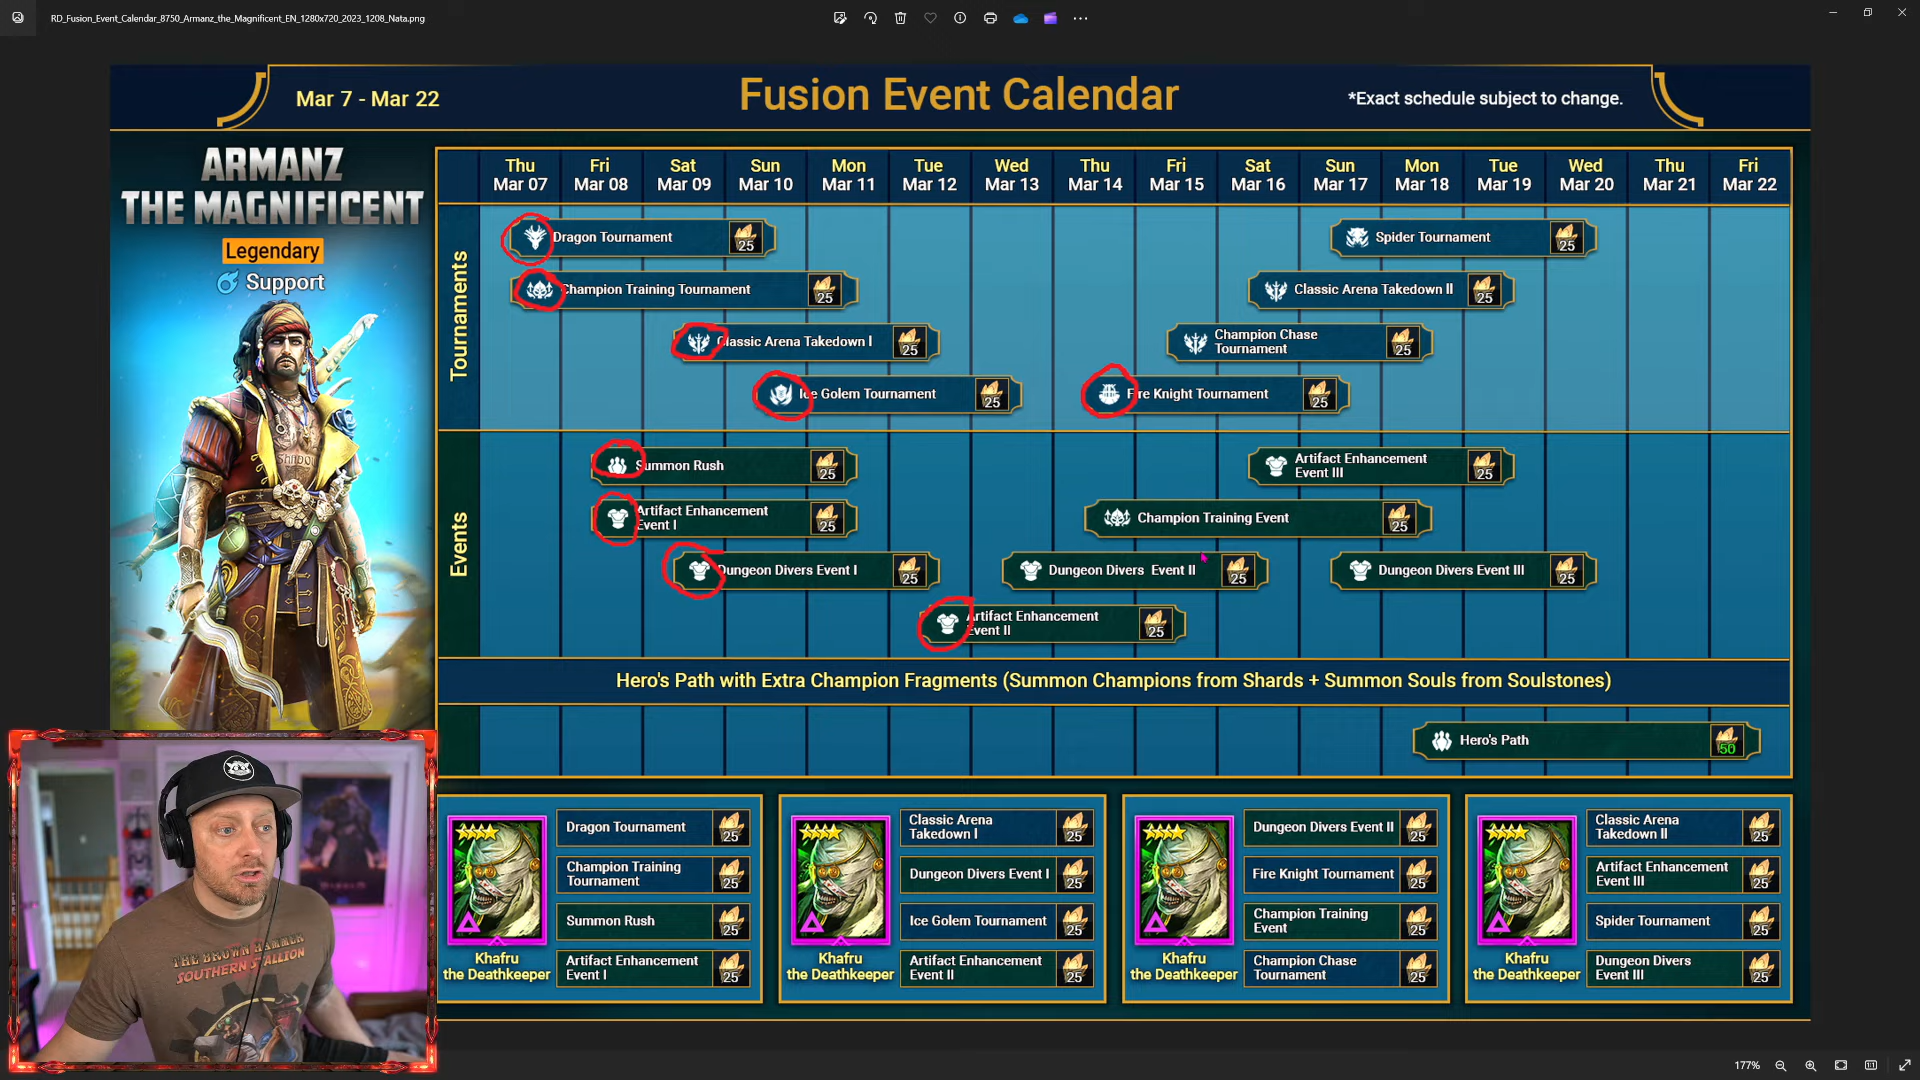 RD_Fusion_Event_Calendar_8750_Armanz_the_Magnificent_EN_1280x720_2023_1208_Nata.png
Mar 7 - Mar 22
Fusion Event Calendar
*Exact schedule subject to change.
ARMANZ
THE MAGNIFICENT
Legendary
Support
Thu Mar 07
Fri Mar 08
Sat Mar 09
Sun Mar 10
Mon Mar 11
Tue Mar 12
Wed Mar 13
Thu Mar 14
Fri Mar 15
Sat Mar 16
Sun Mar 17
Mon Mar 18
Tue Mar 19
Wed Mar 20
Thu Mar 21
Fri Mar 22
Tournaments
Dragon Tournament 25
Spider Tournament 25
Champion Training Tournament 25
Classic Arena Takedown II 25
Classic Arena Takedown I 25
Champion Chase
Tournament 25
Ice Golem Tournament 25
Fire Knight Tournament 25
Events
Summon Rush 25
Artifact Enhancement
Event III 25
Artifact Enhancement
Event I 25
Champion Training Event 25
Dungeon Divers Event I 25
Dungeon Divers Event II 25
Dungeon Divers Event III 25
Artifact Enhancement
Event II 25
Hero's Path with Extra Champion Fragments (Summon Champions from Shards + Summon Souls from Soulstones)
Hero's Path 50
Khafru
the Deathkeeper
Dragon Tournament 25
Champion Training
Tournament 25
Summon Rush 25
Artifact Enhancement
Event I 25
Khafru
the Deathkeeper
Classic Arena
Takedown I 25
Dungeon Divers Event I 25
Ice Golem Tournament 25
Artifact Enhancement
Event II 25
Khafru
the Deathkeeper
Dungeon Divers Event II 25
Fire Knight Tournament 25
Champion Training
Event 25
Champion Chase
Tournament 25
Khafru
the Deathkeeper
Classic Arena
Takedown II 25
Artifact Enhancement
Event III 25
Spider Tournament 25
Dungeon Divers
Event III 25
THE BROWN HAMMER
SOUTHERN STALLION
177%